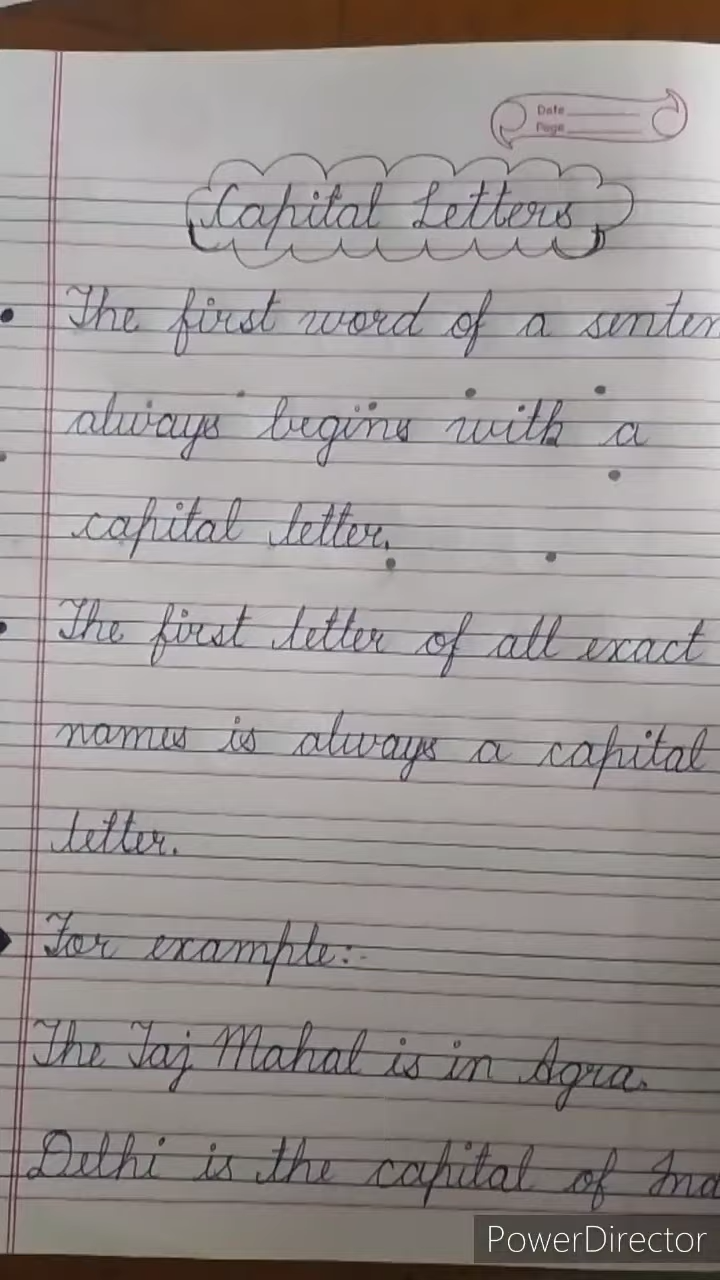 Date
Page
Capital Letters
The first word of a senten
always begins with a
capital letter.
The first letter of all exact
names is always a capital
letter.
For example:-
The Taj Mahal is in Agra.
Delhi is the capital of Ind
PowerDirector